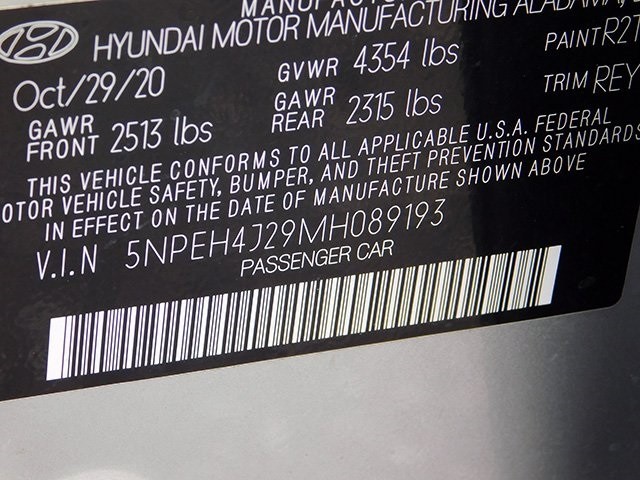 HYUNDAI MOTOR MANUFACTURING ALABAMA,
Oct/29/20 GVWR 4354 lbs PAINT
GAWR FRONT 2513 lbs GAWR REAR 2315 lbs TRIM REY
THIS VEHICLE CONFORMS TO ALL APPLICABLE U.S.A. FEDERAL
OTOR VEHICLE SAFETY, BUMPER, AND THEFT PREVENTION STANDARDS
IN EFFECT ON THE DATE OF MANUFACTURE SHOWN ABOVE
V.I.N 5NPEH4J29MH089193
PASSENGER CAR